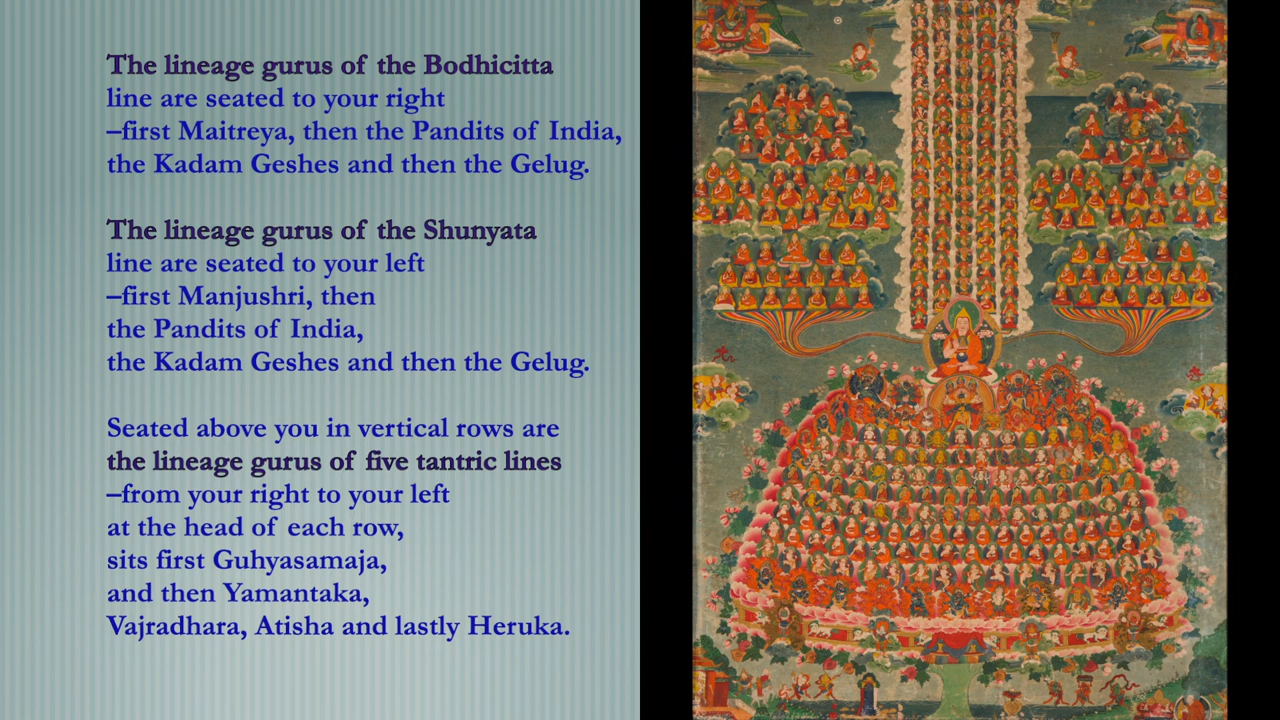 The lineage gurus of the Bodhicitta
line are seated to your right
–first Maitreya, then the Pandits of India,
the Kadam Geshes and then the Gelug.
The lineage gurus of the Shunyata
line are seated to your left
–first Manjushri, then
the Pandits of India,
the Kadam Geshes and then the Gelug.
Seated above you in vertical rows are
the lineage gurus of five tantric lines
–from your right to your left
at the head of each row,
sits first Guhyasamaja,
and then Yamantaka,
Vajradhara, Atisha and lastly Heruka.